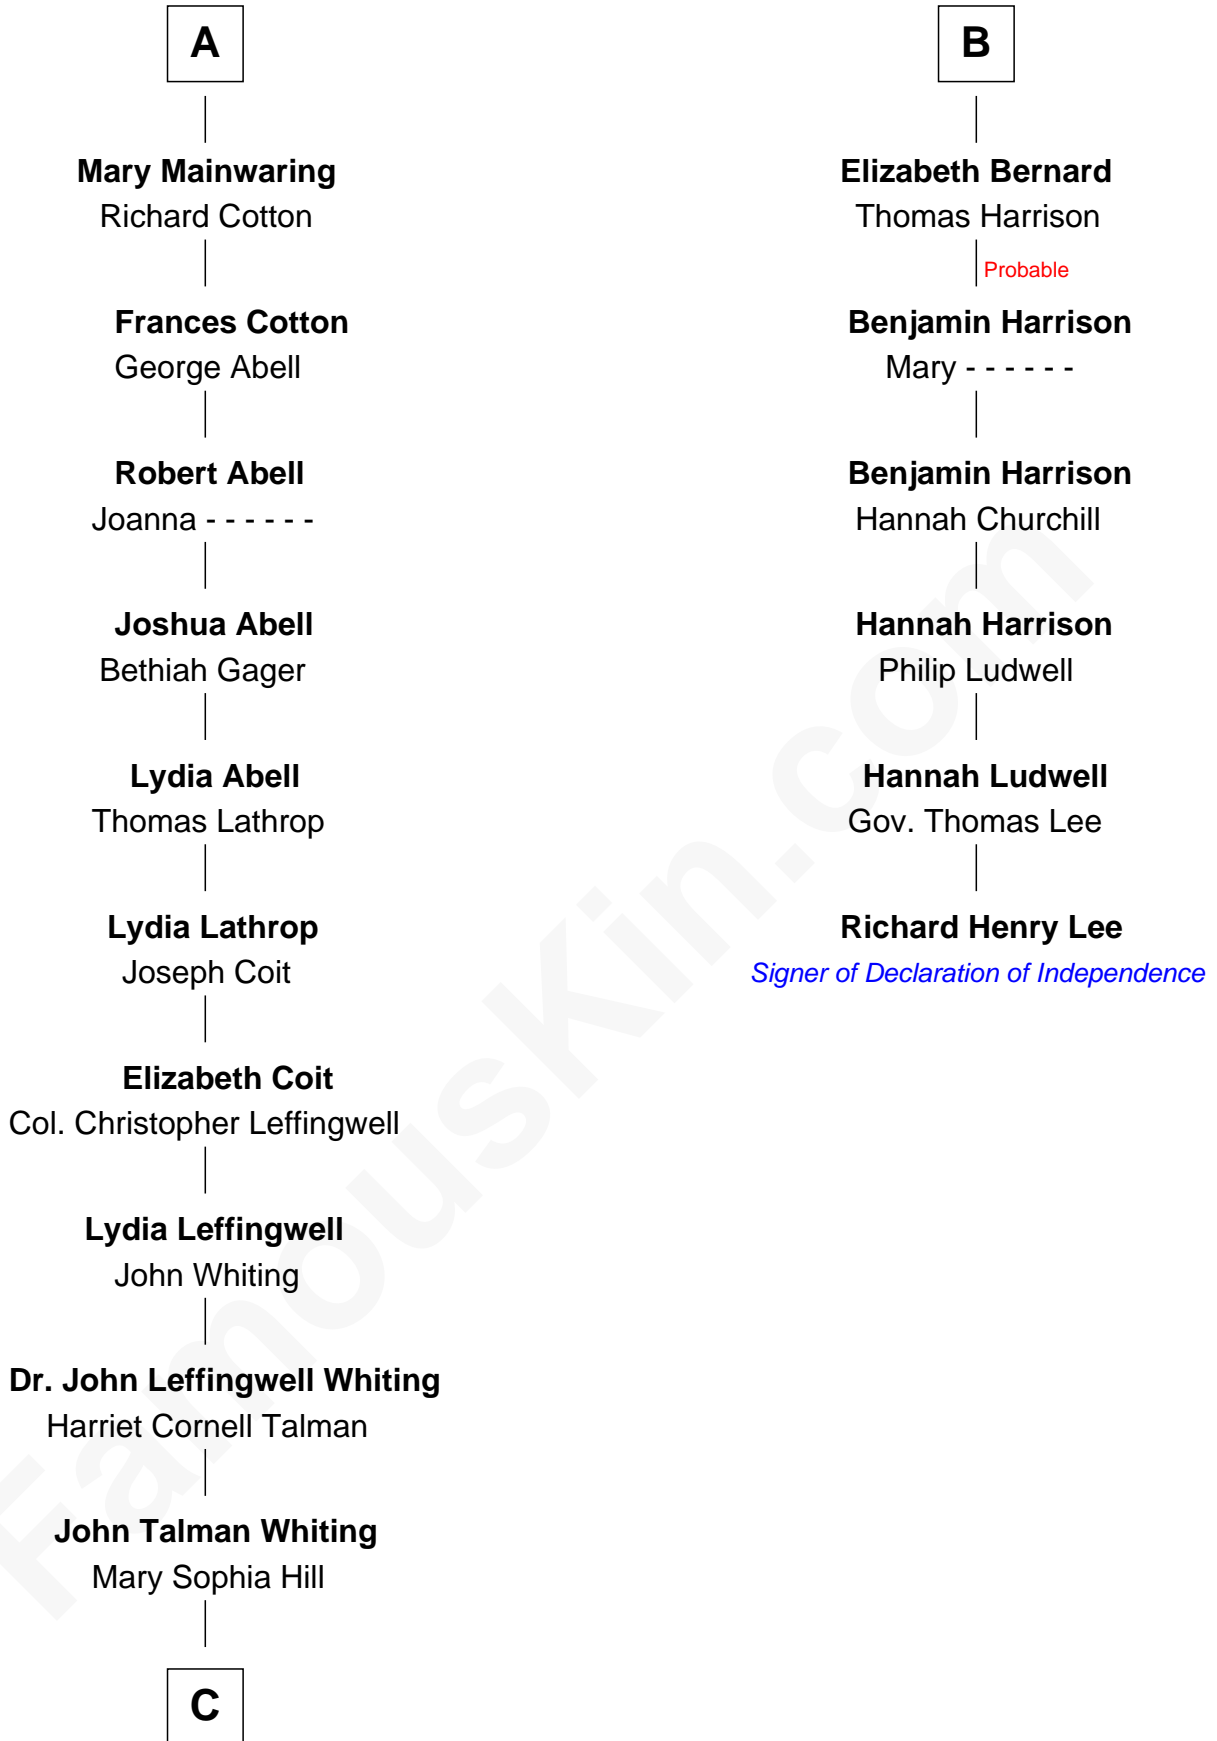 A
Mary Mainwaring
Richard Cotton
Frances Cotton
George Abell
Robert Abell
Joanna - - - - - -
Joshua Abell
Bethiah Gager
Lydia Abell
Thomas Lathrop
Lydia Lathrop
Joseph Coit
Elizabeth Coit
Col. Christopher Leffingwell
Lydia Leffingwell
John Whiting
Dr. John Leffingwell Whiting
Harriet Cornell Talman
John Talman Whiting
Mary Sophia Hill
C
B
Elizabeth Bernard
Thomas Harrison
Probable
Benjamin Harrison
Mary - - - - - -
Benjamin Harrison
Hannah Churchill
Hannah Harrison
Philip Ludwell
Hannah Ludwell
Gov. Thomas Lee
Richard Henry Lee
Signer of Declaration of Independence
FamousKin.com